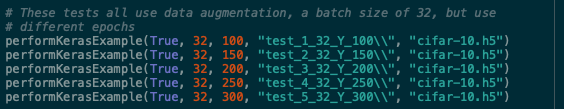 # These tests all use data augmentation, a batch size of 32, but use
# different epochs
performKerasExample(True, 32, 100, "test_1_32_Y_100\\", "cifar-10.h5")
performKerasExample(True, 32, 150, "test_2_32_Y_150\\", "cifar-10.h5")
performKerasExample(True, 32, 200, "test_3_32_Y_200\\", "cifar-10.h5")
performKerasExample(True, 32, 250, "test_4_32_Y_250\\", "cifar-10.h5")
performKerasExample(True, 32, 300, "test_5_32_Y_300\\", "cifar-10.h5")